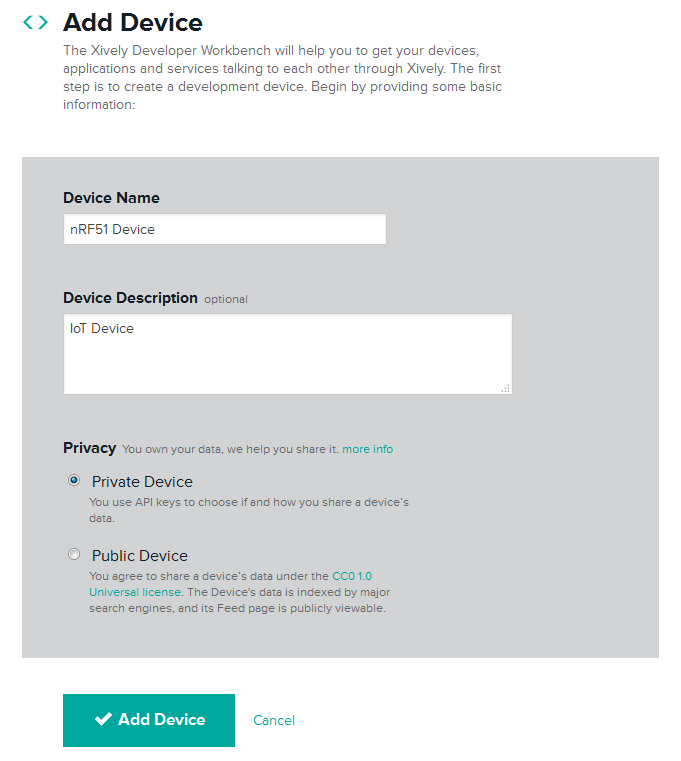 Add Device
The Xively Developer Workbench will help you to get your devices,
applications and services talking to each other through Xively. The first
step is to create a development device. Begin by providing some basic
information:
Device Name
nRF51 Device
Device Description optional
IoT Device
Privacy You own your data, we help you share it. more info
Private Device
You use API keys to choose if and how you share a device's
data.
Public Device
You agree to share a device's data under the CC0 1.0
Universal license. The Device's data is indexed by major
search engines, and its Feed page is publicly viewable.
Add Device Cancel